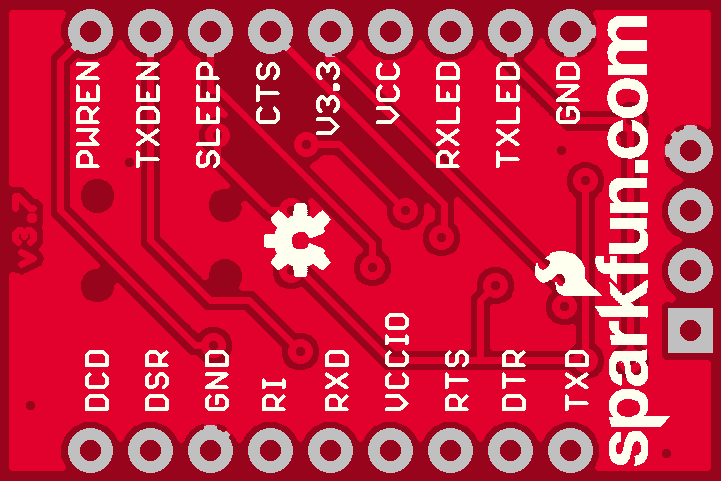 PWREN
TXDEN
SLEEP
CTS
V3.3
VCC
RXLED
TXLED
GND
v3.7
sparkfun.com
DCD
DSR
GND
RI
RXD
VCCIO
RTS
DTR
TXD